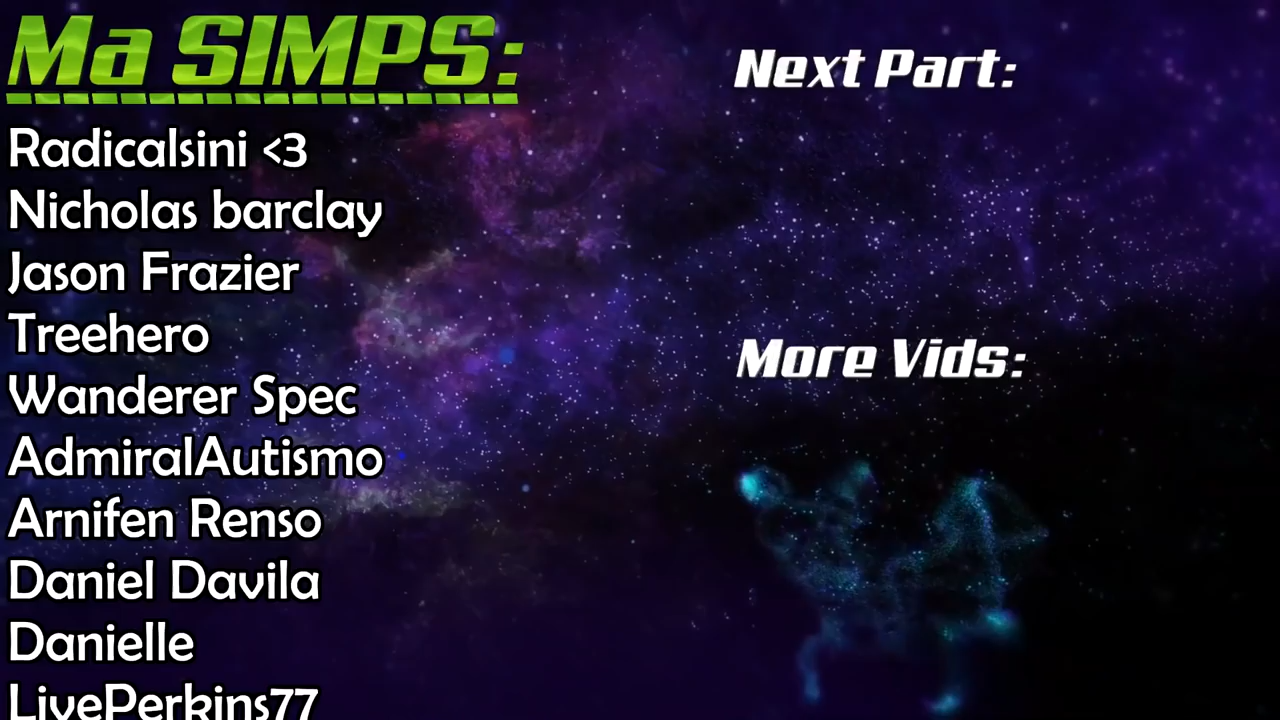 Ma SIMPS:
Radicalsini <3
Nicholas barclay
Jason Frazier
Treehero
Wanderer Spec
AdmiralAutismo
Arnifen Renso
Daniel Davila
Danielle
LivePerkins77
Next Part:
More Vids: